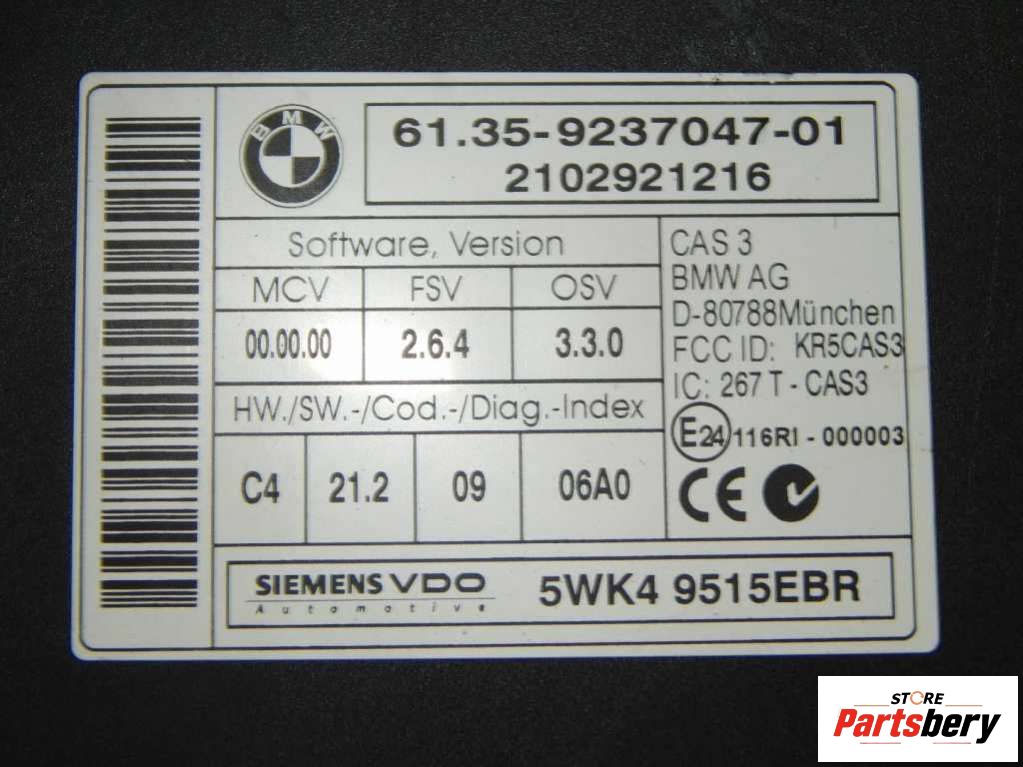 BMW
61.35-9237047-01
2102921216
Software, Version
MCV FSV OSV
00.00.00 2.6.4 3.3.0
HW./SW.-/Cod.-/Diag.-Index
C4 21.2 09 06A0
CAS 3
BMW AG
D-80788München
FCC ID: KR5CAS3
IC: 267 T - CAS3
E24 116RI - 000003
CE
SIEMENS VDO
Automotive
5WK4 9515EBR
STORE
Partsbery